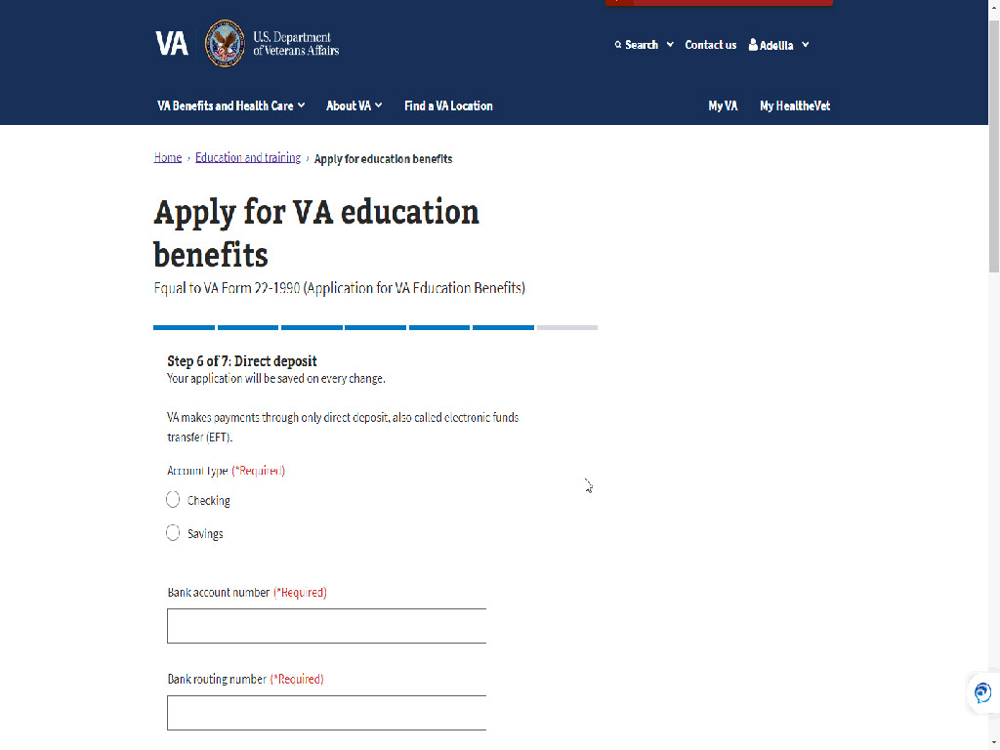 VA
U.S. Department
of Veterans Affairs
Search
Contact us
Adelila
VA Benefits and Health Care
About VA
Find a VA Location
My VA
My HealtheVet
Home › Education and training › Apply for education benefits
Apply for VA education
benefits
Equal to VA Form 22-1990 (Application for VA Education Benefits)
Step 6 of 7: Direct deposit
Your application will be saved on every change.
VA makes payments through only direct deposit, also called electronic funds
transfer (EFT).
Account type (*Required)
Checking
Savings
Bank account number (*Required)
Bank routing number (*Required)